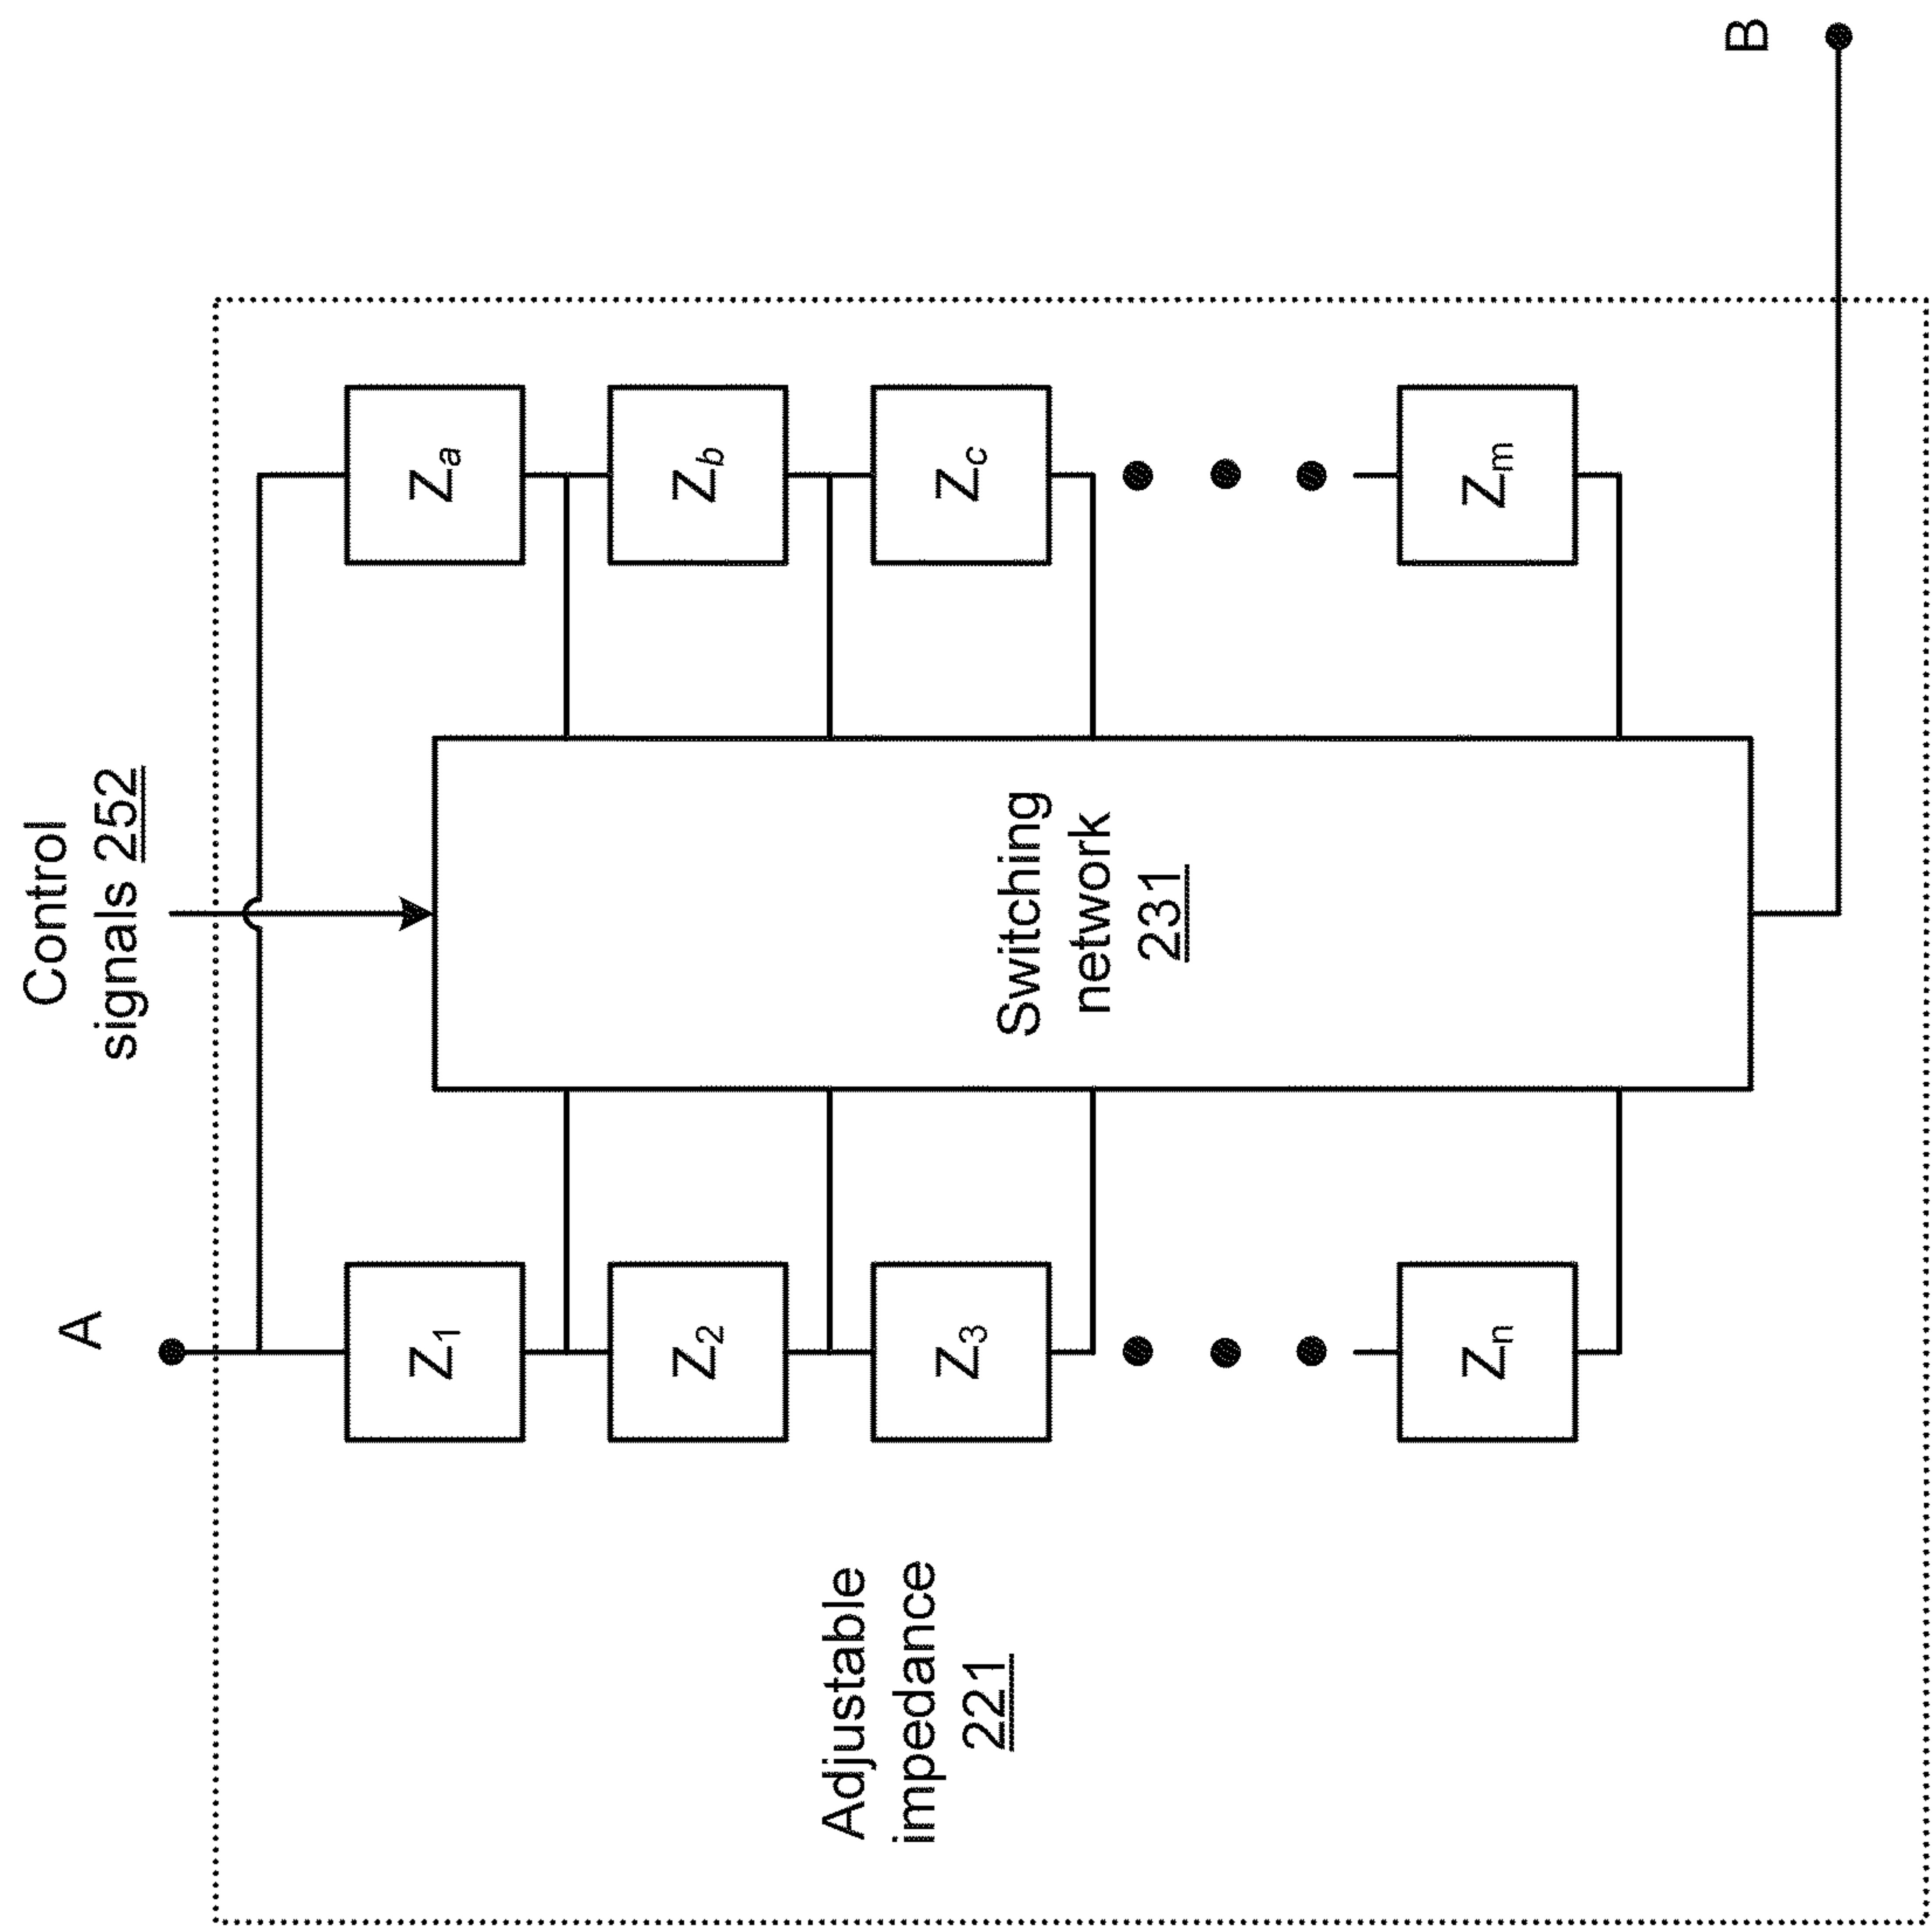 Control
signals 252
A
Z1
Za
Z2
Zb
Adjustable
impedance
221
Z3
Zc
Switching
network
231
Zn
Zm
B